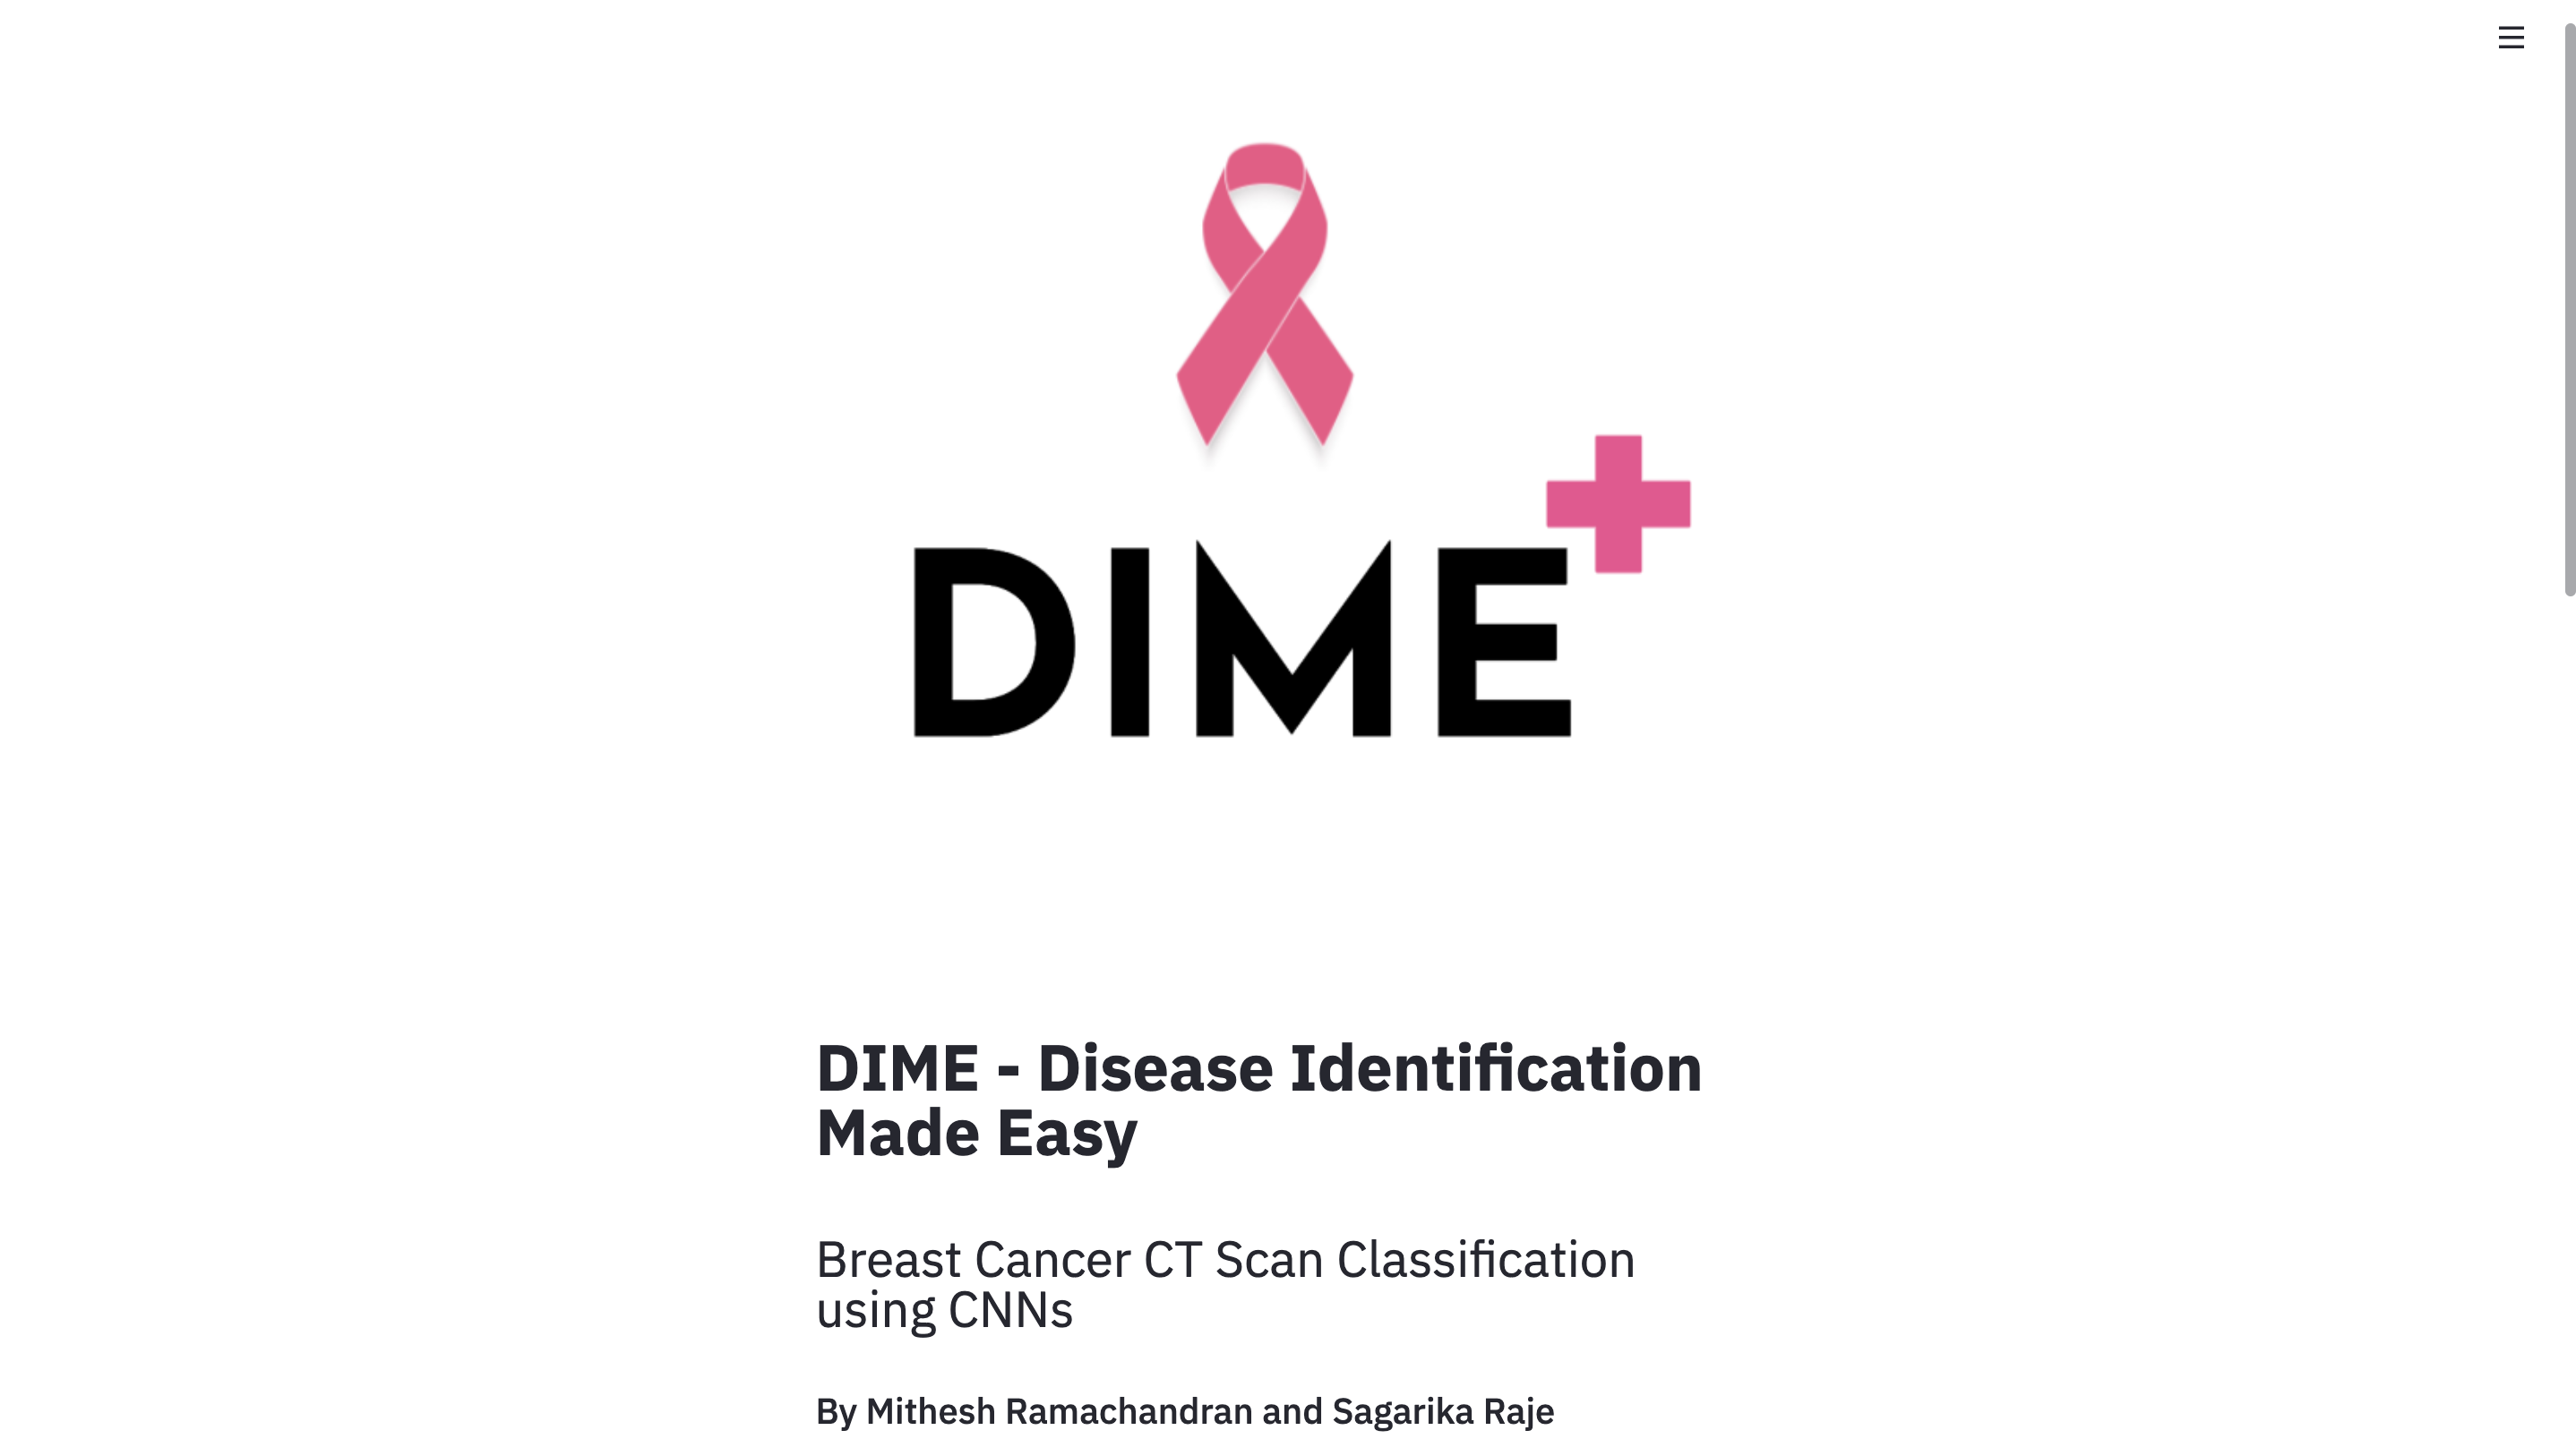 DIME
DIME - Disease Identification
Made Easy
Breast Cancer CT Scan Classification
using CNNs
By Mithesh Ramachandran and Sagarika Raje